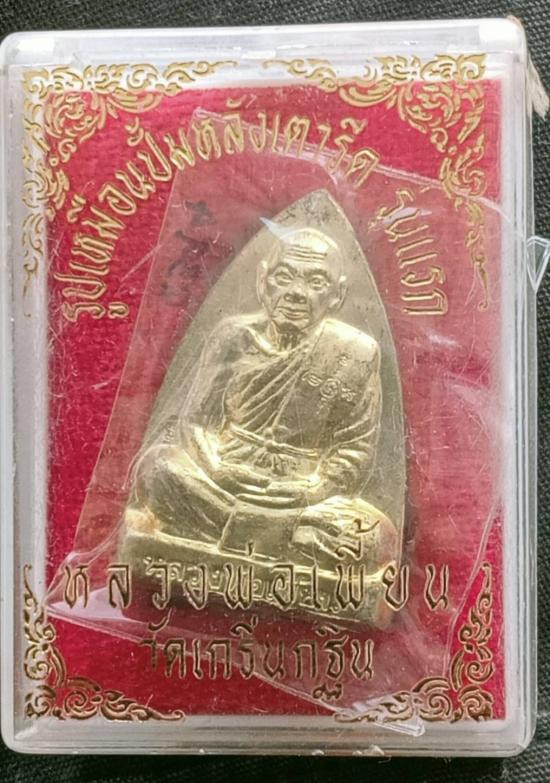 รูปเหมือนปั๊มหลังเตารีด รุ่นแรก
หลวงพ่อเพี้ยน
วัดเกริ่นกฐิน